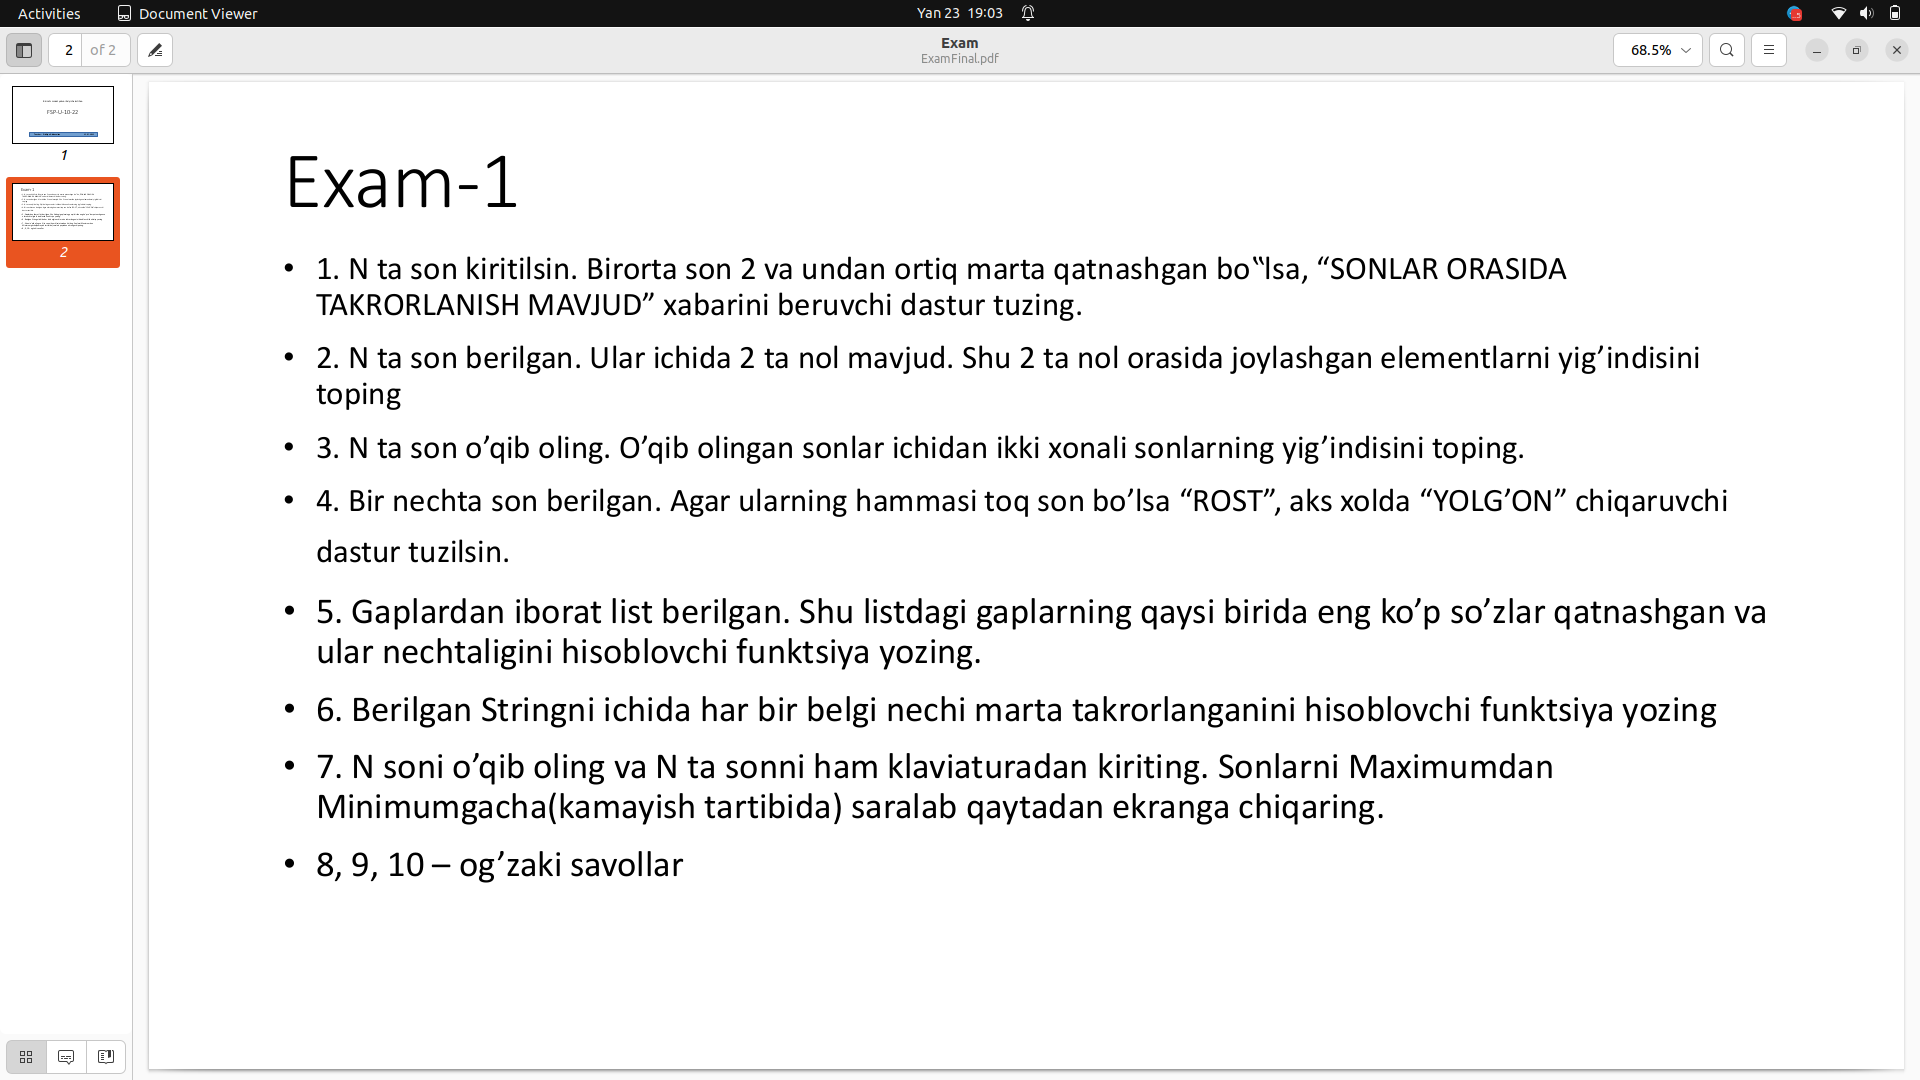 Activities
Document Viewer
Yan 23 19:03
2 of 2
Exam
ExamFinal.pdf
68.5%
FSP-U-10-22
1
2
Exam-1
• 1. N ta son kiritilsin. Birorta son 2 va undan ortiq marta qatnashgan bo‟lsa, “SONLAR ORASIDA
TAKRORLANISH MAVJUD” xabarini beruvchi dastur tuzing.
• 2. N ta son berilgan. Ular ichida 2 ta nol mavjud. Shu 2 ta nol orasida joylashgan elementlarni yig’indisini
toping
• 3. N ta son o’qib oling. O’qib olingan sonlar ichidan ikki xonali sonlarning yig’indisini toping.
• 4. Bir nechta son berilgan. Agar ularning hammasi toq son bo’lsa “ROST”, aks xolda “YOLG’ON” chiqaruvchi
dastur tuzilsin.
• 5. Gaplardan iborat list berilgan. Shu listdagi gaplarning qaysi birida eng ko’p so’zlar qatnashgan va
ular nechtaligini hisoblovchi funktsiya yozing.
• 6. Berilgan Stringni ichida har bir belgi nechi marta takrorlanganini hisoblovchi funktsiya yozing
• 7. N soni o’qib oling va N ta sonni ham klaviaturadan kiriting. Sonlarni Maximumdan
Minimumgacha(kamayish tartibida) saralab qaytadan ekranga chiqaring.
• 8, 9, 10 – og’zaki savollar